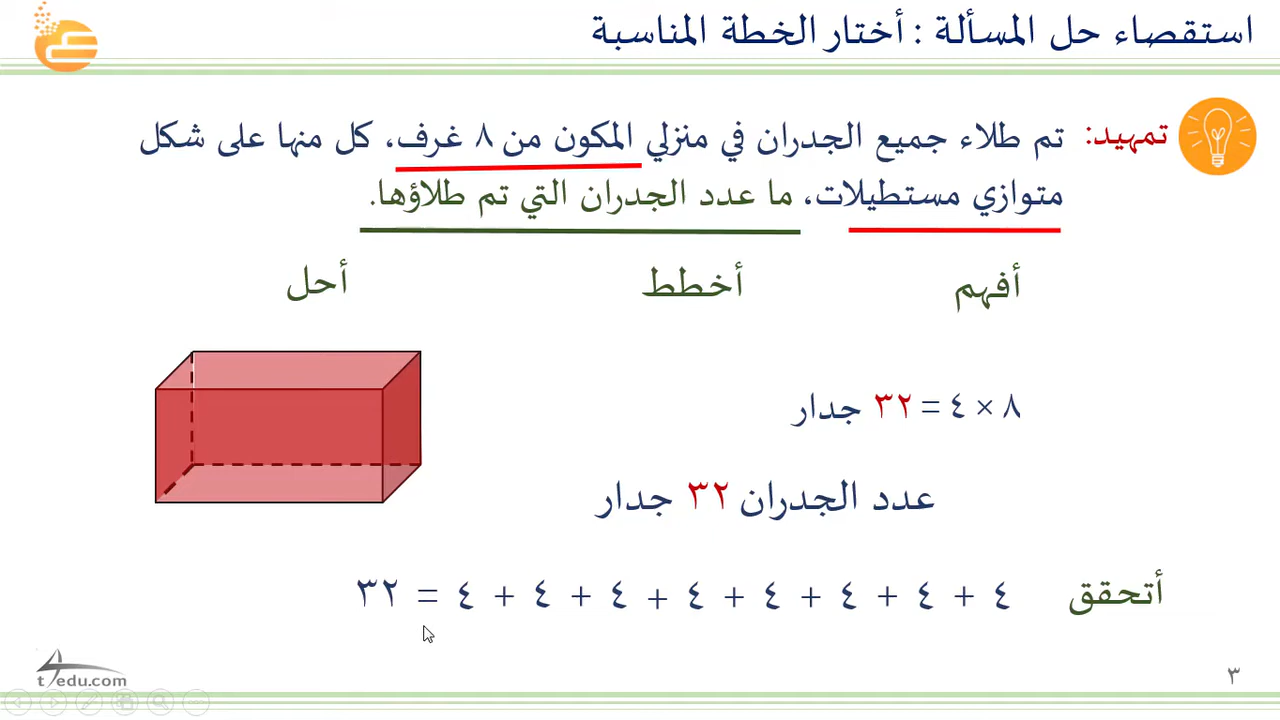 استقصاء حل المسألة : أختار الخطة المناسبة
تمهيد: تم طلاء جميع الجدران في منزلي المكون من ٨ غرف، كل منها على شكل
متوازي مستطيلات، ما عدد الجدران التي تم طلاؤها.
أفهم أخطط أحل
٨ × ٤ = ٣٢ جدار
عدد الجدران ٣٢ جدار
أتحقق ٤ + ٤ + ٤ + ٤ + ٤ + ٤ + ٤ + ٤ = ٣٢
t4edu.com
٣